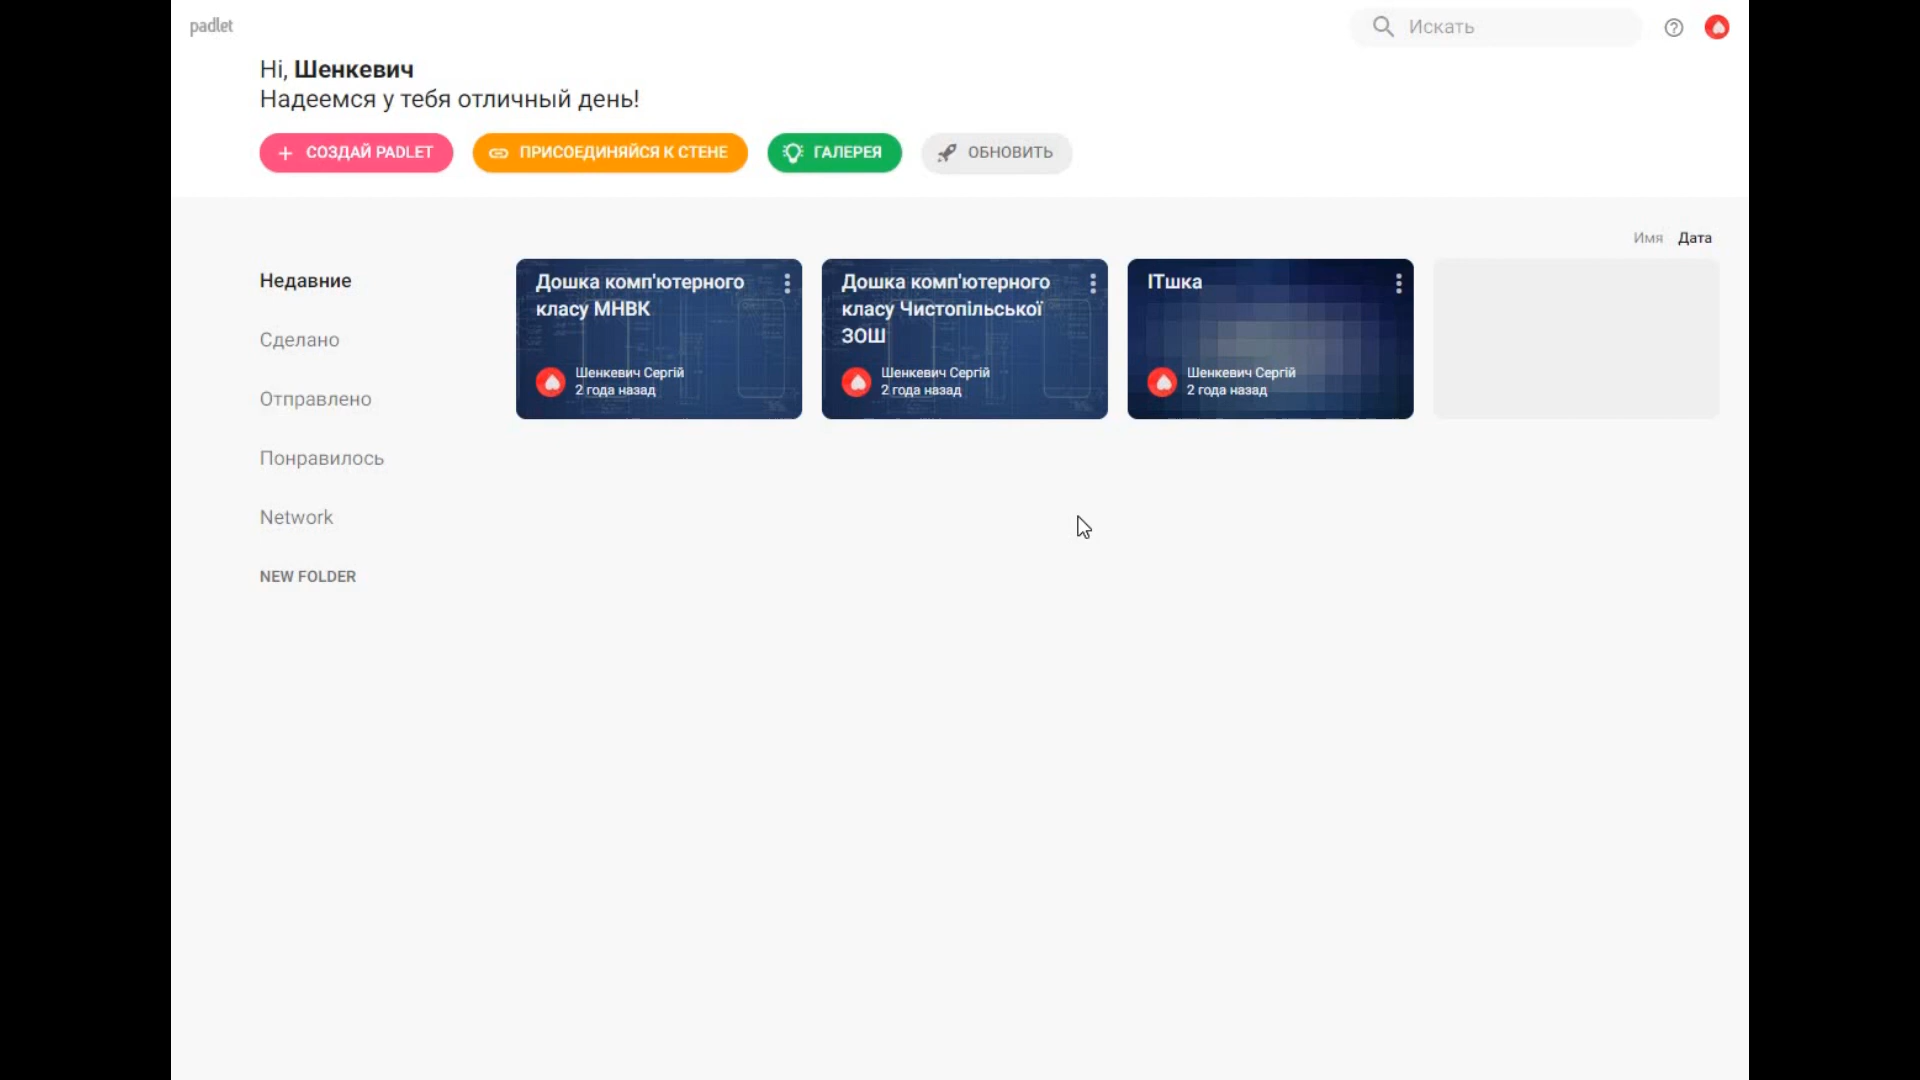 padlet
Искать
Hi, Шенкевич
Надеемся у тебя отличный день!
СОЗДАЙ PADLET
ПРИСОЕДИНЯЙСЯ К СТЕНЕ
ГАЛЕРЕЯ
ОБНОВИТЬ
Имя Дата
Недавние
Сделано
Отправлено
Понравилось
Network
NEW FOLDER
Дошка комп'ютерного
класу МНВК
Шенкевич Сергій
2 года назад
Дошка комп'ютерного
класу Чистопільської
ЗОШ
Шенкевич Сергій
2 года назад
ІТшка
Шенкевич Сергій
2 года назад